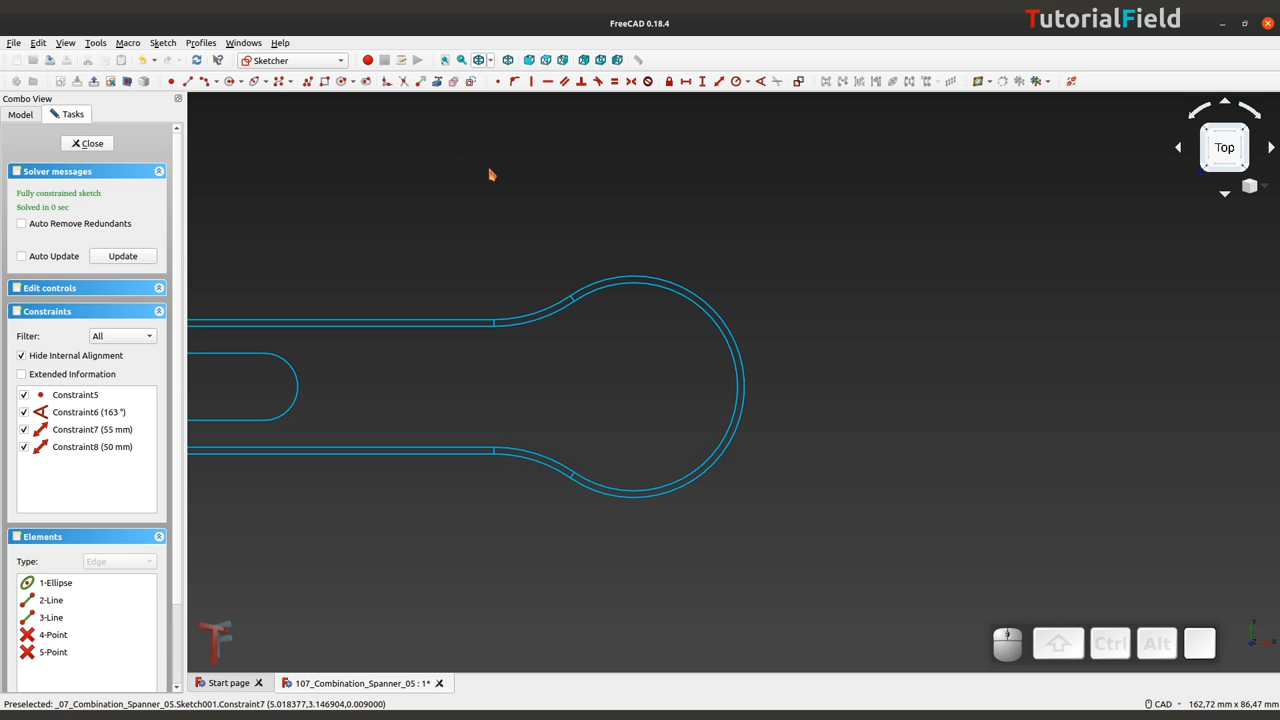 FreeCAD 0.18.4
TutorialField
File Edit View Tools Macro Sketch Profiles Windows Help
Sketcher
Combo View
Model Tasks
Close
Top
Solver messages
Fully constrained sketch
Solved in 0 sec
Auto Remove Redundants
Auto Update Update
Edit controls
Constraints
Filter: All
Hide Internal Alignment
Extended Information
Constraint5
Constraint6 (163 °)
Constraint7 (55 mm)
Constraint8 (50 mm)
Elements
Type: Edge
1-Ellipse
2-Line
3-Line
4-Point
5-Point
Ctrl Alt
Start page 107_Combination_Spanner_05 : 1*
Preselected: _07_Combination_Spanner_05.Sketch001.Constraint7 (5.018377,3.146904,0.009000) CAD 162,72 mm x 86,47 mm